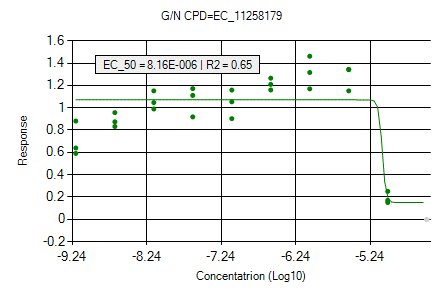 G/N CPD=EC_11258179
1.6
1.4
EC_50 = 8.16E-006 | R2 = 0.65
1.2
1
0.8
0.6
0.4
0.2
0
-0.2
Response
-9.24 -8.24 -7.24 -6.24 -5.24
Concentatrion (Log10)